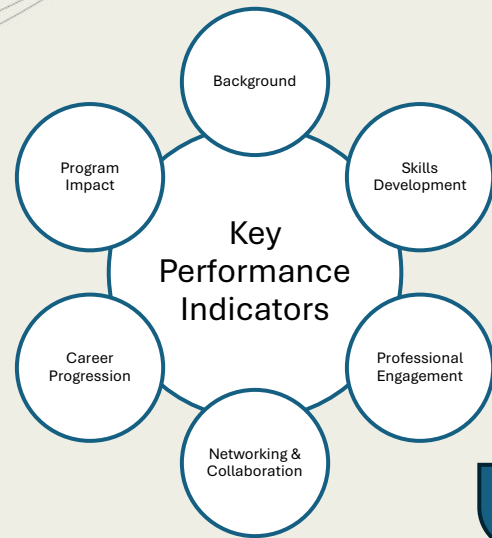 Background
Skills
Development
Professional
Engagement
Networking &
Collaboration
Career
Progression
Program
Impact
Key
Performance
Indicators